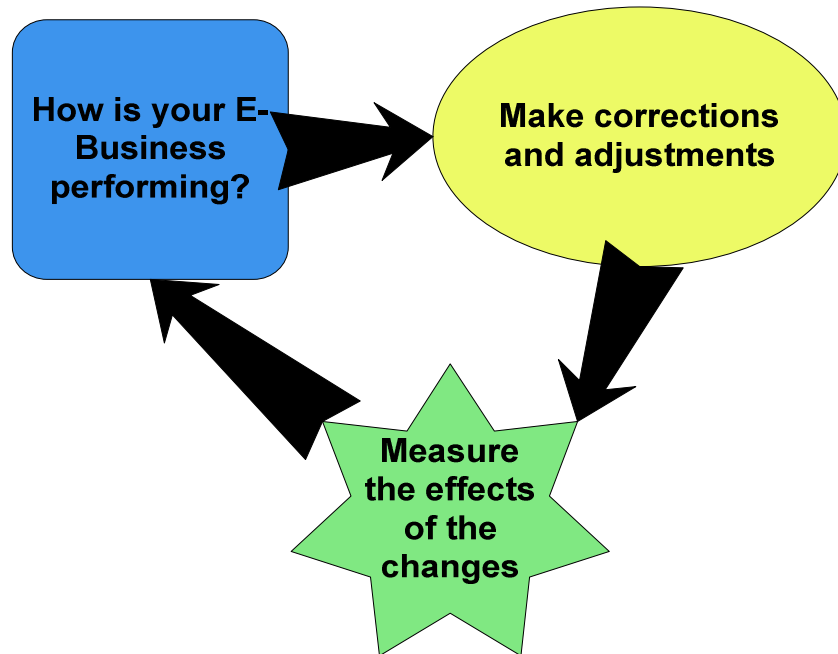 How is your E-
Business
performing?
Make corrections
and adjustments
Measure
the effects
of the
changes